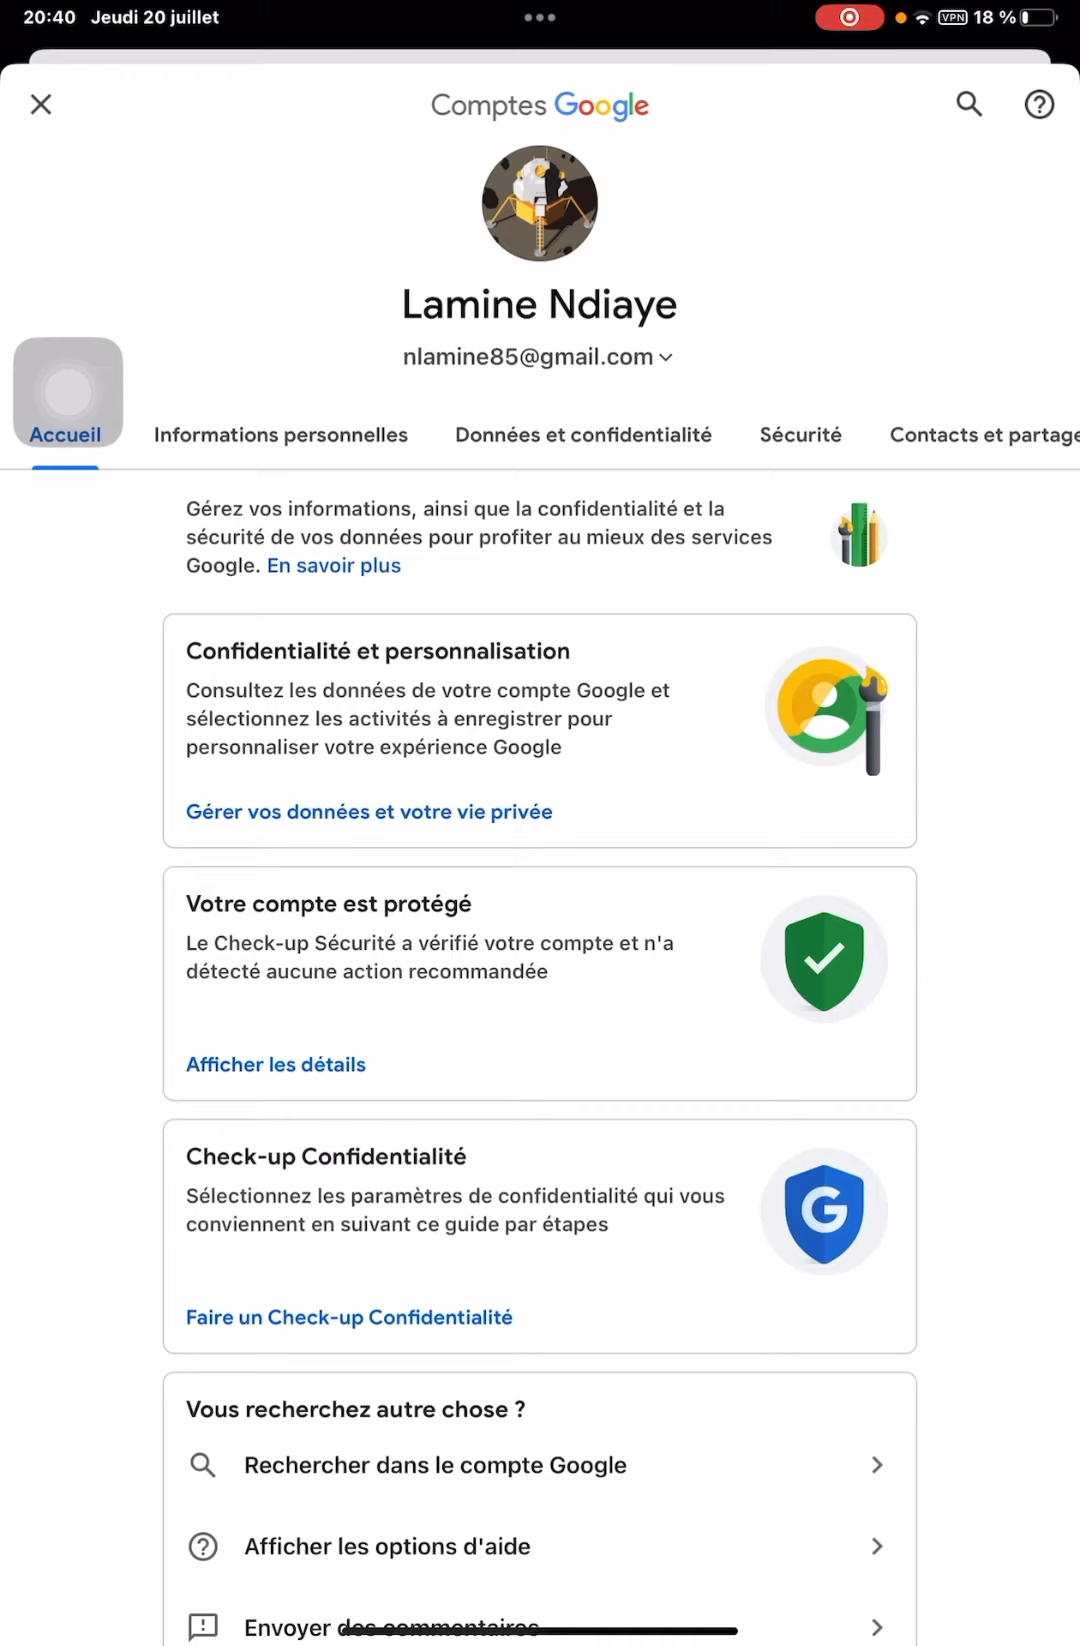 20:40 Jeudi 20 juillet
VPN 18 %
Comptes Google
Lamine Ndiaye
nlamine85@gmail.com
Accueil Informations personnelles Données et confidentialité Sécurité Contacts et partage
Gérez vos informations, ainsi que la confidentialité et la
sécurité de vos données pour profiter au mieux des services
Google. En savoir plus
Confidentialité et personnalisation
Consultez les données de votre compte Google et
sélectionnez les activités à enregistrer pour
personnaliser votre expérience Google
Gérer vos données et votre vie privée
Votre compte est protégé
Le Check-up Sécurité a vérifié votre compte et n'a
détecté aucune action recommandée
Afficher les détails
Check-up Confidentialité
Sélectionnez les paramètres de confidentialité qui vous
conviennent en suivant ce guide par étapes
G
Faire un Check-up Confidentialité
Vous recherchez autre chose ?
Rechercher dans le compte Google
Afficher les options d'aide
Envoyer des commentaires